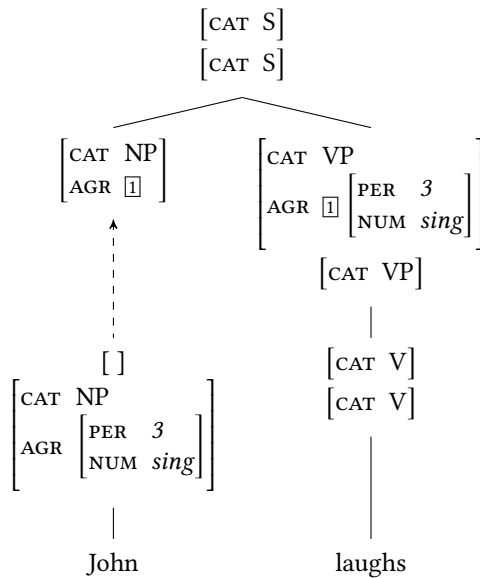 [CAT S]
[CAT S]
[CAT NP
AGR 1]
[CAT VP
AGR 1 [PER 3
NUM sing]]
[CAT VP]
[ ]
[CAT NP
AGR [PER 3
NUM sing]]
[CAT V]
[CAT V]
John
laughs